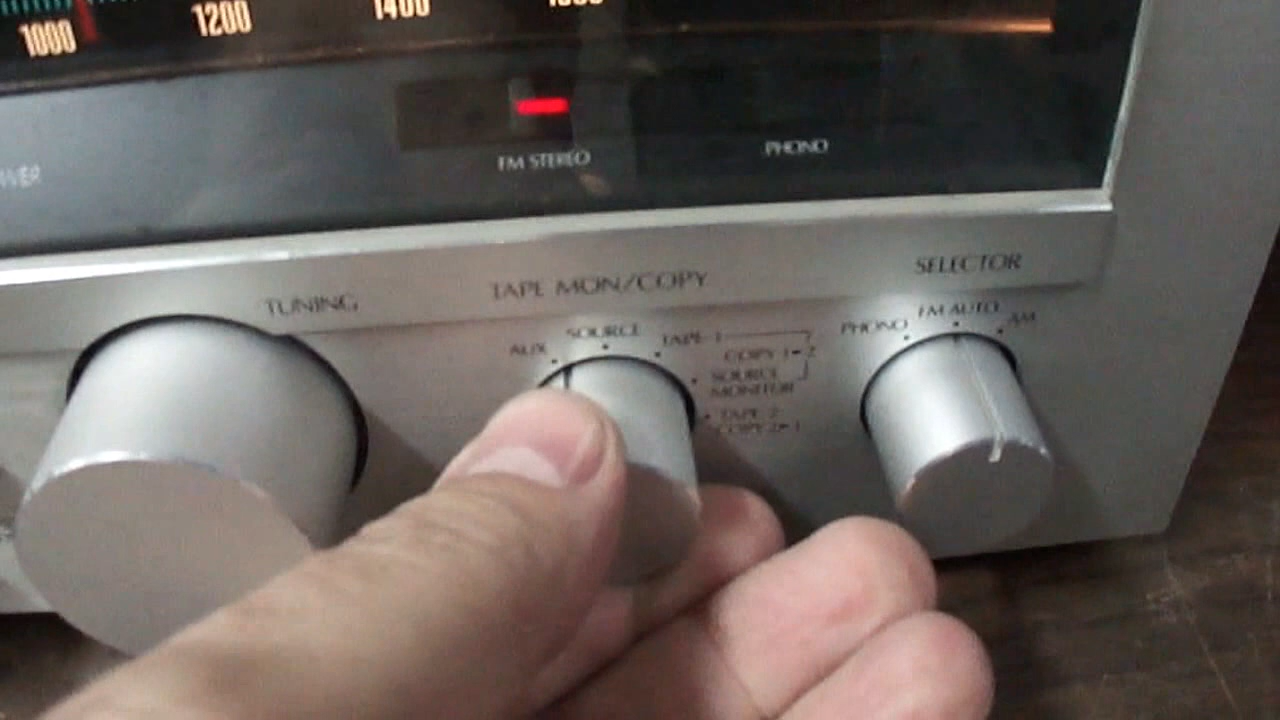 1000 1200 1400
FM STEREO
PHONO
TUNING
TAPE MON/COPY
SELECTOR
AUX
SOURCE
TAPE 1
COPY 1▸2
SOURCE
MONITOR
TAPE 2
COPY 2▸1
PHONO
FM AUTO
AM